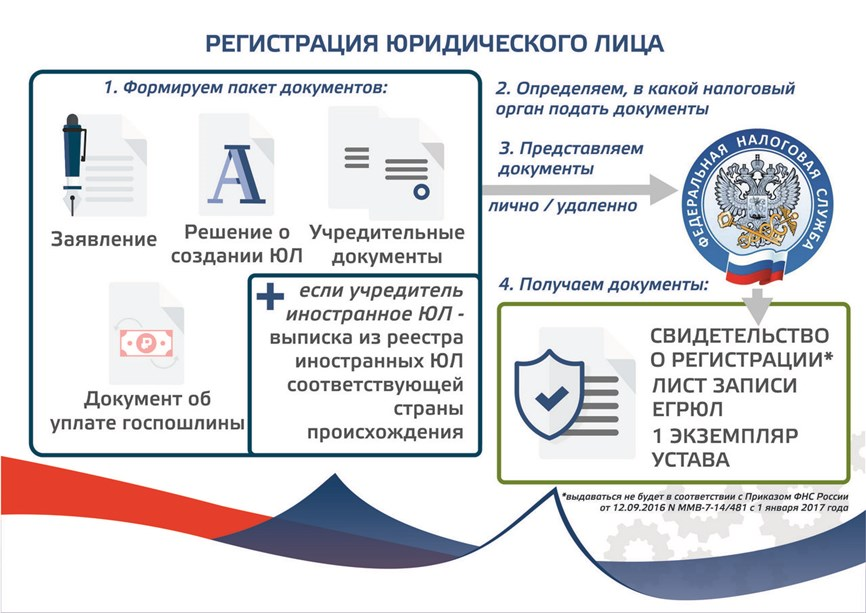 РЕГИСТРАЦИЯ ЮРИДИЧЕСКОГО ЛИЦА
1. Формируем пакет документов:
Заявление
А
Решение о
создании ЮЛ
Учредительные
документы
Документ об
уплате госпошлины
+ если учредитель
иностранное ЮЛ -
выписка из реестра
иностранных ЮЛ
соответствующей
страны
происхождения
2. Определяем, в какой налоговый
орган подать документы
3. Представляем
документы
лично / удаленно
ФЕДЕРАЛЬНАЯ НАЛОГОВАЯ СЛУЖБА
4. Получаем документы:
СВИДЕТЕЛЬСТВО
О РЕГИСТРАЦИИ*
ЛИСТ ЗАПИСИ
ЕГРЮЛ
1 ЭКЗЕМПЛЯР
УСТАВА
*выдаваться не будет в соответствии с Приказом ФНС России
от 12.09.2016 N ММВ-7-14/481 с 1 января 2017 года